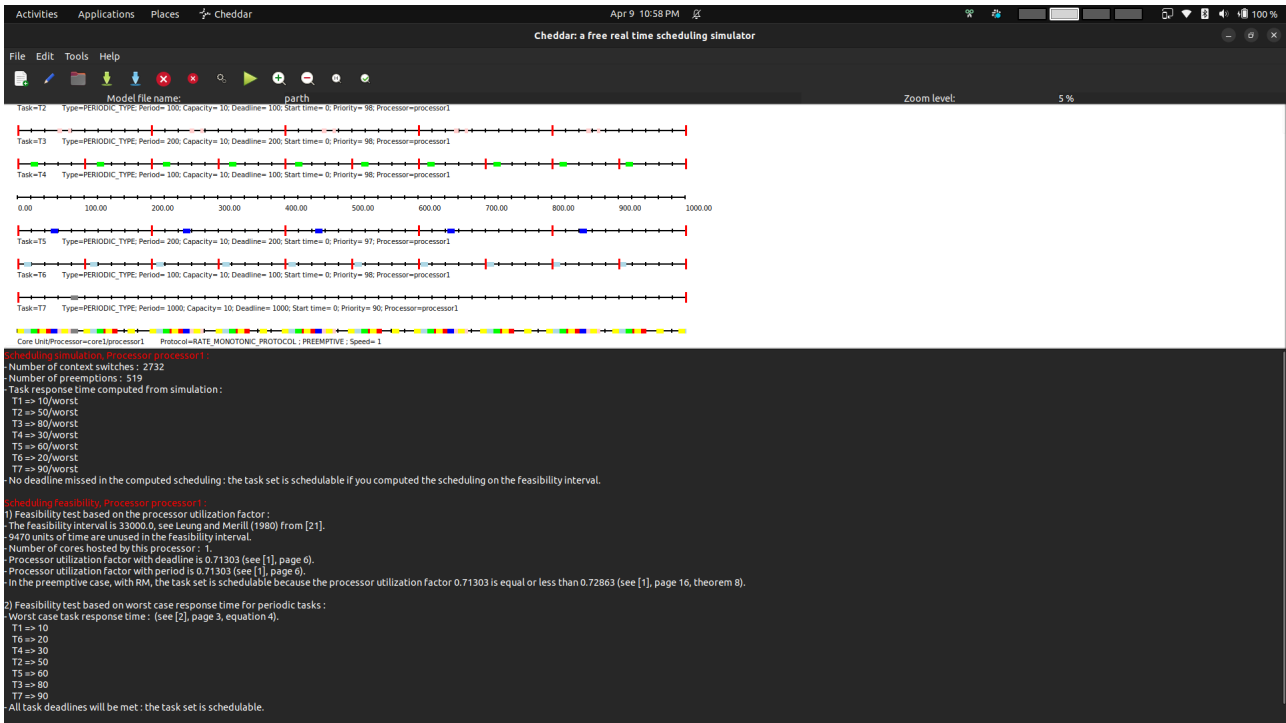 Activities Applications Places Cheddar Apr 9 10:58 PM 100 %
Cheddar: a free real time scheduling simulator
File Edit Tools Help
Model file name: parth Zoom level: 5 %
Task=T2 Type=PERIODIC_TYPE; Period= 100; Capacity= 10; Deadline= 100; Start time= 0; Priority= 98; Processor=processor1
Task=T3 Type=PERIODIC_TYPE; Period= 200; Capacity= 10; Deadline= 200; Start time= 0; Priority= 98; Processor=processor1
Task=T4 Type=PERIODIC_TYPE; Period= 100; Capacity= 10; Deadline= 100; Start time= 0; Priority= 98; Processor=processor1
0.00 100.00 200.00 300.00 400.00 500.00 600.00 700.00 800.00 900.00 1000.00
Task=T5 Type=PERIODIC_TYPE; Period= 200; Capacity= 10; Deadline= 200; Start time= 0; Priority= 97; Processor=processor1
Task=T6 Type=PERIODIC_TYPE; Period= 100; Capacity= 10; Deadline= 100; Start time= 0; Priority= 98; Processor=processor1
Task=T7 Type=PERIODIC_TYPE; Period= 1000; Capacity= 10; Deadline= 1000; Start time= 0; Priority= 90; Processor=processor1
Core Unit/Processor=core1/processor1 Protocol=RATE_MONOTONIC_PROTOCOL ; PREEMPTIVE ; Speed= 1
Scheduling simulation, Processor processor1 :
- Number of context switches : 2732
- Number of preemptions : 519
- Task response time computed from simulation :
T1 => 10/worst
T2 => 50/worst
T3 => 80/worst
T4 => 30/worst
T5 => 60/worst
T6 => 20/worst
T7 => 90/worst
- No deadline missed in the computed scheduling : the task set is schedulable if you computed the scheduling on the feasibility interval.
Scheduling feasibility, Processor processor1 :
1) Feasibility test based on the processor utilization factor :
- The feasibility interval is 33000.0, see Leung and Merill (1980) from [21].
- 9470 units of time are unused in the feasibility interval.
- Number of cores hosted by this processor : 1.
- Processor utilization factor with deadline is 0.71303 (see [1], page 6).
- Processor utilization factor with period is 0.71303 (see [1], page 6).
- In the preemptive case, with RM, the task set is schedulable because the processor utilization factor 0.71303 is equal or less than 0.72863 (see [1], page 16, theorem 8).
2) Feasibility test based on worst case response time for periodic tasks :
- Worst case task response time : (see [2], page 3, equation 4).
T1 => 10
T6 => 20
T4 => 30
T2 => 50
T5 => 60
T3 => 80
T7 => 90
- All task deadlines will be met : the task set is schedulable.